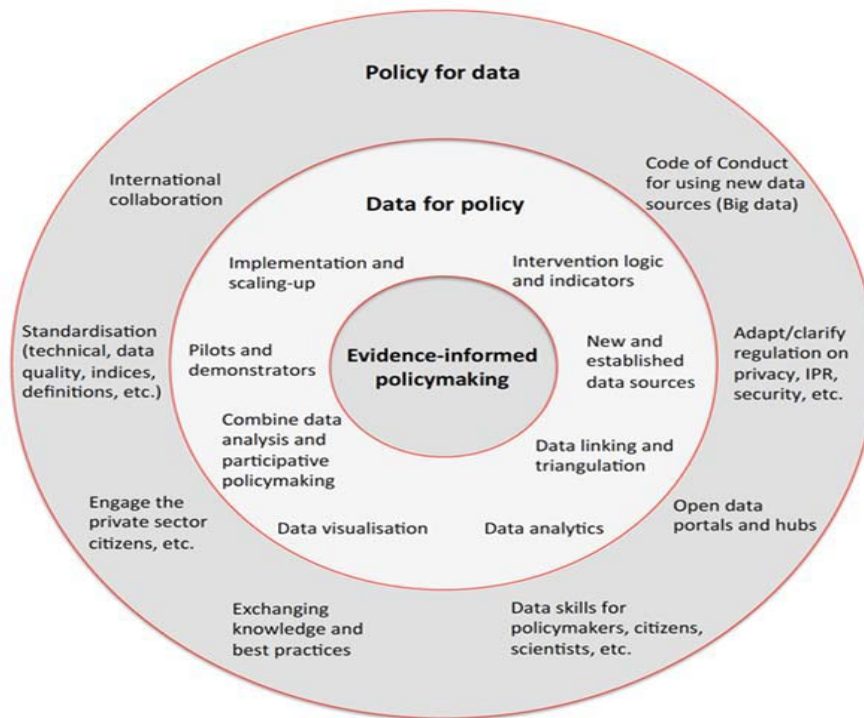 Policy for data
International
collaboration
Code of Conduct
for using new data
sources (Big data)
Data for policy
Implementation and
scaling-up
Intervention logic
and indicators
Standardisation
(technical, data
quality, indices,
definitions, etc.)
Pilots and
demonstrators
Evidence-informed
policymaking
New and
established
data sources
Adapt/clarify
regulation on
privacy, IPR,
security, etc.
Combine data
analysis and
participative
policymaking
Data linking and
triangulation
Engage the
private sector
citizens, etc.
Data visualisation
Data analytics
Open data
portals and hubs
Exchanging
knowledge and
best practices
Data skills for
policymakers, citizens,
scientists, etc.